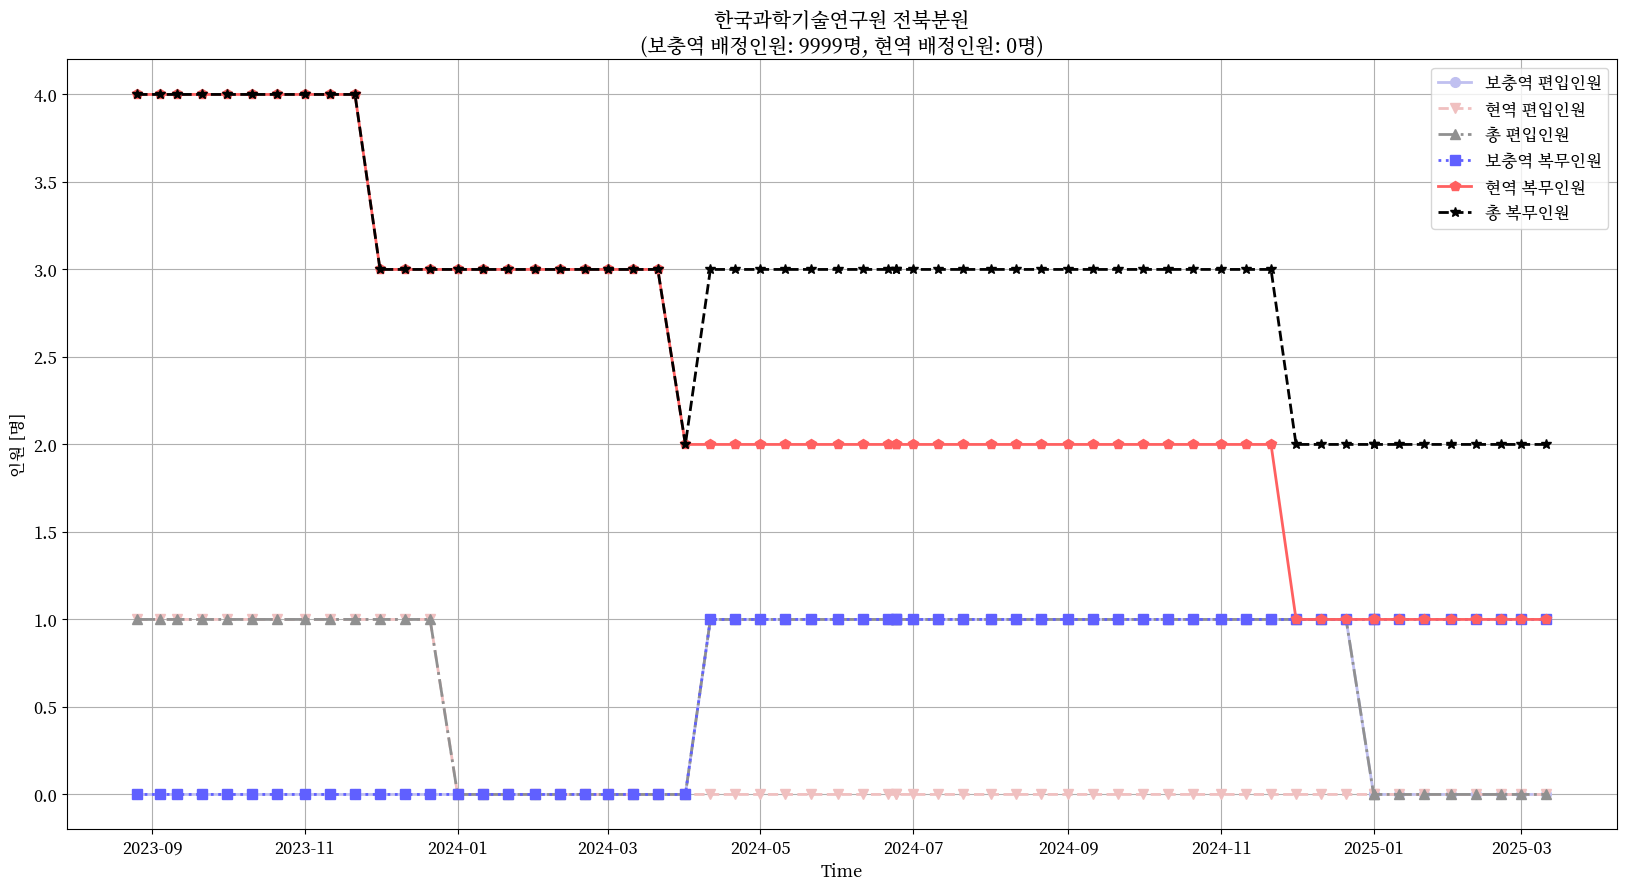 한국과학기술연구원 전북분원
(보충역 배정인원: 9999명, 현역 배정인원: 0명)
보충역 편입인원
현역 편입인원
총 편입인원
보충역 복무인원
현역 복무인원
총 복무인원
인원 [명]
4.0
3.5
3.0
2.5
2.0
1.5
1.0
0.5
0.0
2023-09
2023-11
2024-01
2024-03
2024-05
2024-07
2024-09
2024-11
2025-01
2025-03
Time